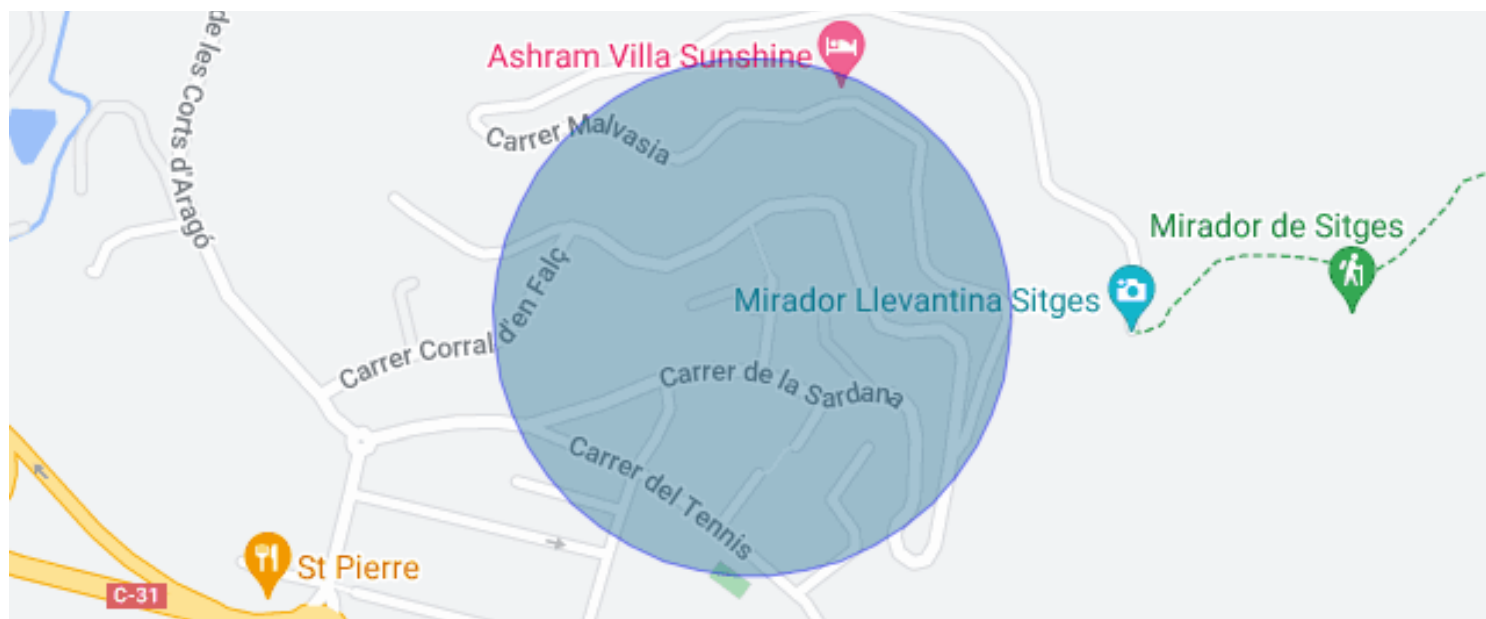 de les Corts d'Aragó
Ashram Villa Sunshine
Carrer Malvasia
Mirador de Sitges
Mirador Llevantina Sitges
Carrer Corral d'en Falç
Carrer de la Sardana
Carrer del Tennis
St Pierre
C-31